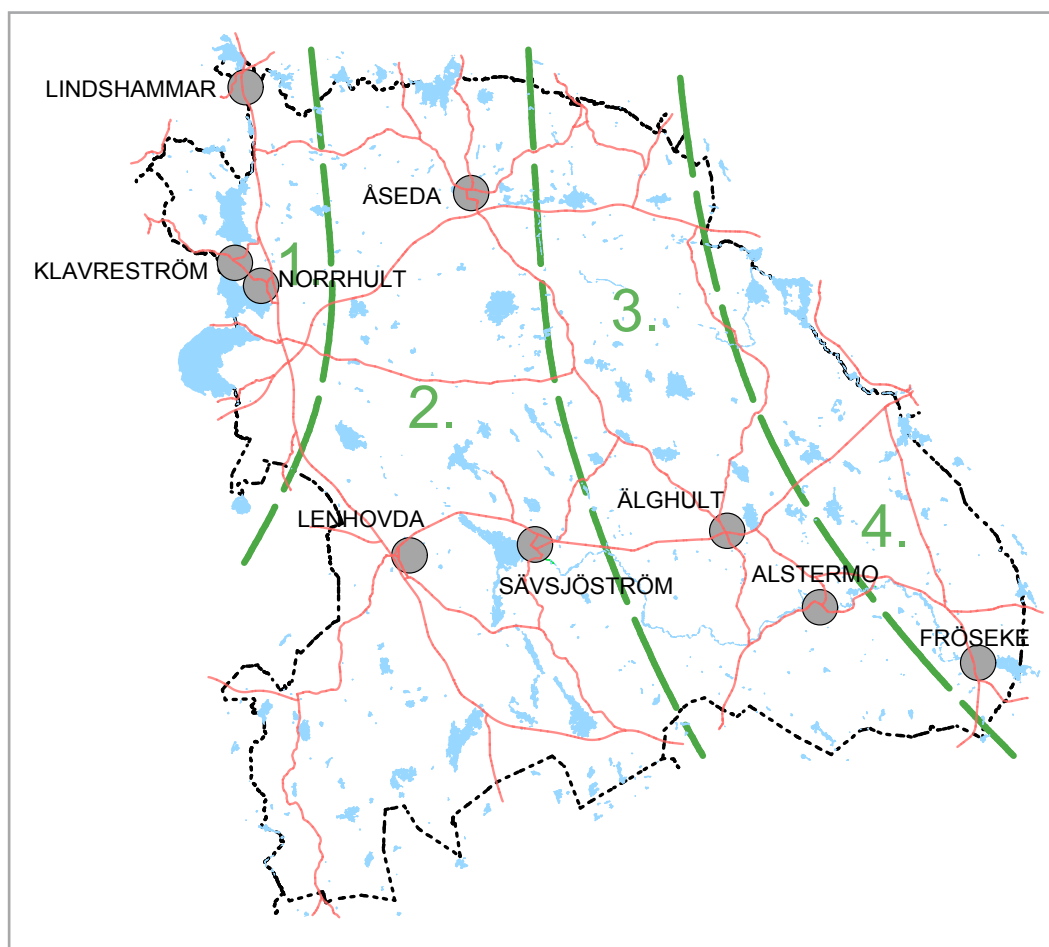 LINDSHAMMAR
ÅSEDA
KLAVRESTRÖM
1.
NORRHULT
3.
2.
LENHOVDA
ÄLGHULT
4.
SÄVSJÖSTRÖM
ALSTERMO
FRÖSEKE